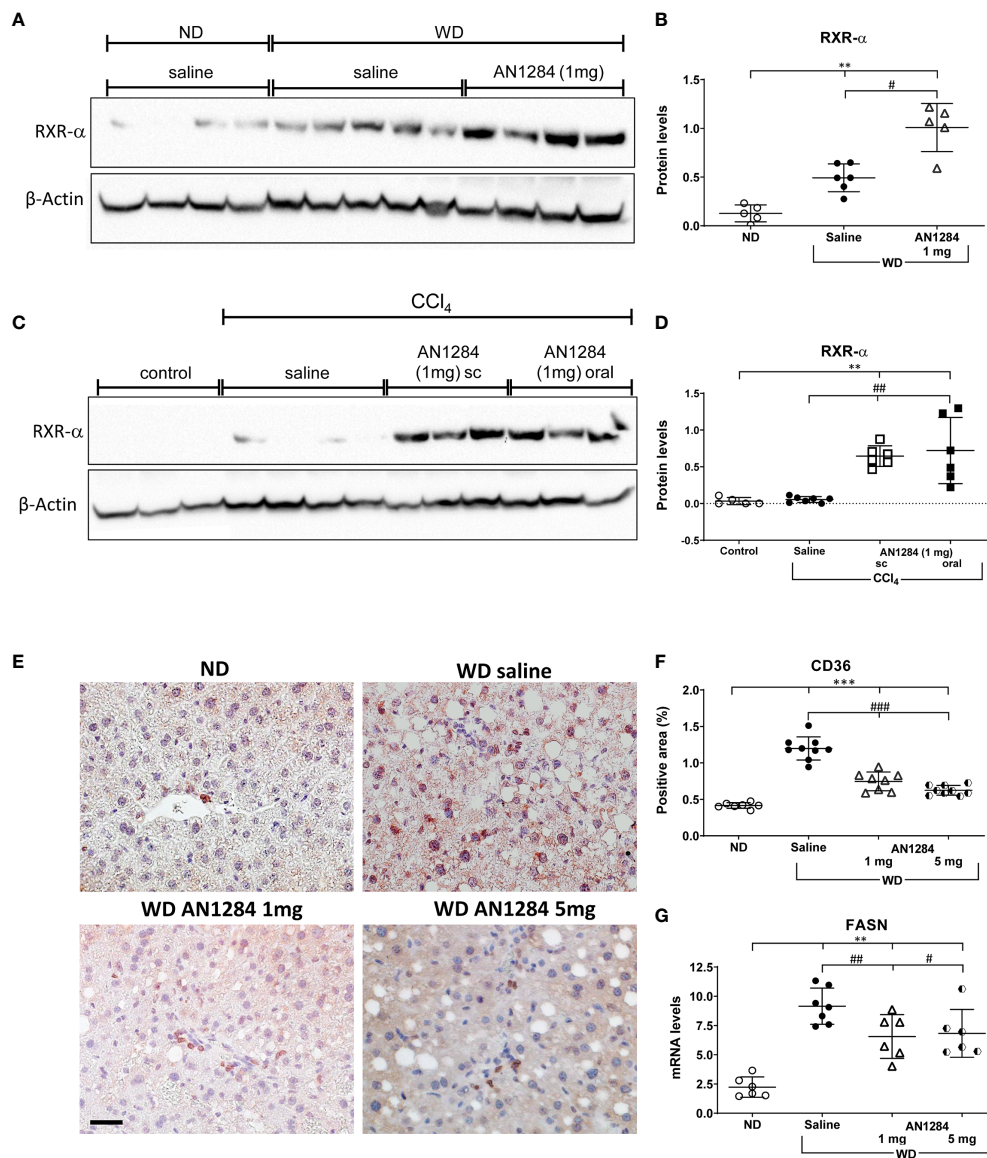 A
ND WD
saline saline AN1284 (1mg)
RXR-α
β-Actin
B
RXR-α
**
#
Protein levels
1.5
1.0
0.5
0.0
ND Saline AN1284
1 mg
WD
C
CCl4
control saline AN1284 (1mg) sc AN1284 (1mg) oral
RXR-α
β-Actin
D
RXR-α
**
##
Protein levels
1.5
1.0
0.5
0.0
-0.5
Control Saline AN1284 (1 mg)
sc oral
CCl4
E
ND WD saline
WD AN1284 1mg WD AN1284 5mg
F
CD36
***
###
Positive area (%)
2.0
1.5
1.0
0.5
0.0
ND Saline AN1284
1 mg 5 mg
WD
G
FASN
**
## #
mRNA levels
12.5
10.0
7.5
5.0
2.5
0.0
ND Saline AN1284
1 mg 5 mg
WD